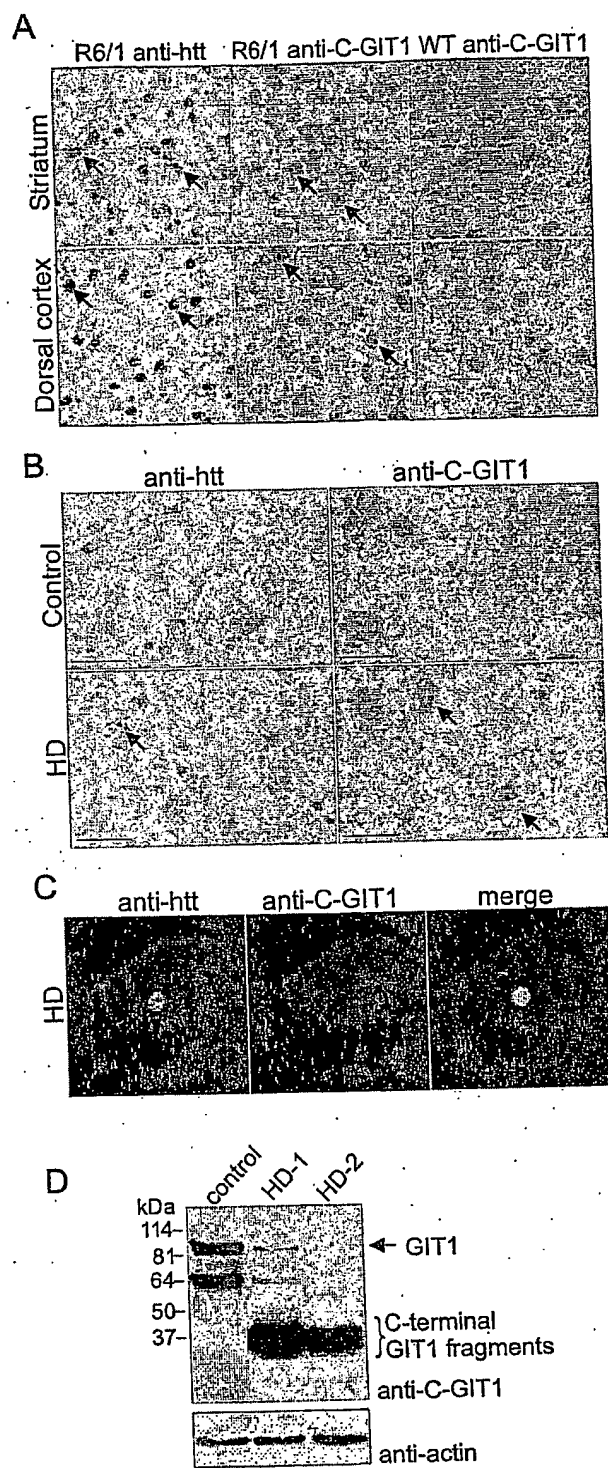 A
R6/1 anti-htt R6/1 anti-C-GIT1 WT anti-C-GIT1
Striatum
Dorsal cortex
B
anti-htt anti-C-GIT1
Control
HD
C
anti-htt anti-C-GIT1 merge
HD
D
control HD-1 HD-2
kDa
114-
81-
64-
50-
37-
GIT1
C-terminal
GIT1 fragments
anti-C-GIT1
anti-actin